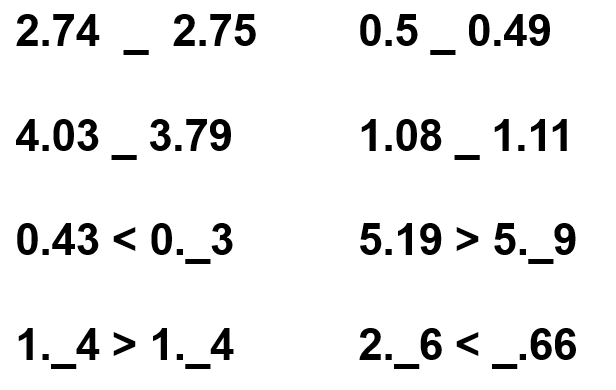 2.74 _ 2.75 0.5 _ 0.49
4.03 _ 3.79 1.08 _ 1.11
0.43 < 0._3 5.19 > 5._9
1._4 > 1._4 2._6 < _.66